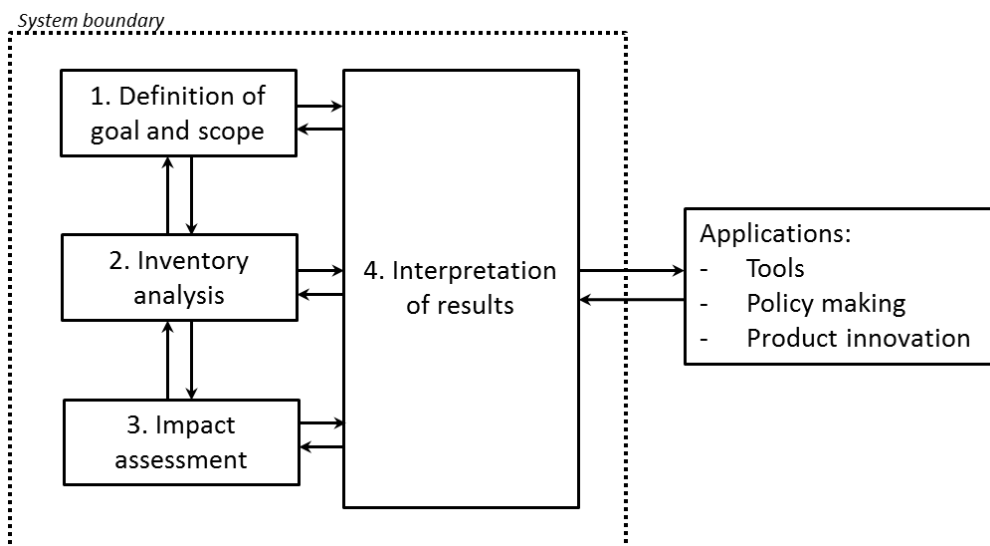 System boundary
1. Definition of
goal and scope
2. Inventory
analysis
3. Impact
assessment
4. Interpretation
of results
Applications:
- Tools
- Policy making
- Product innovation